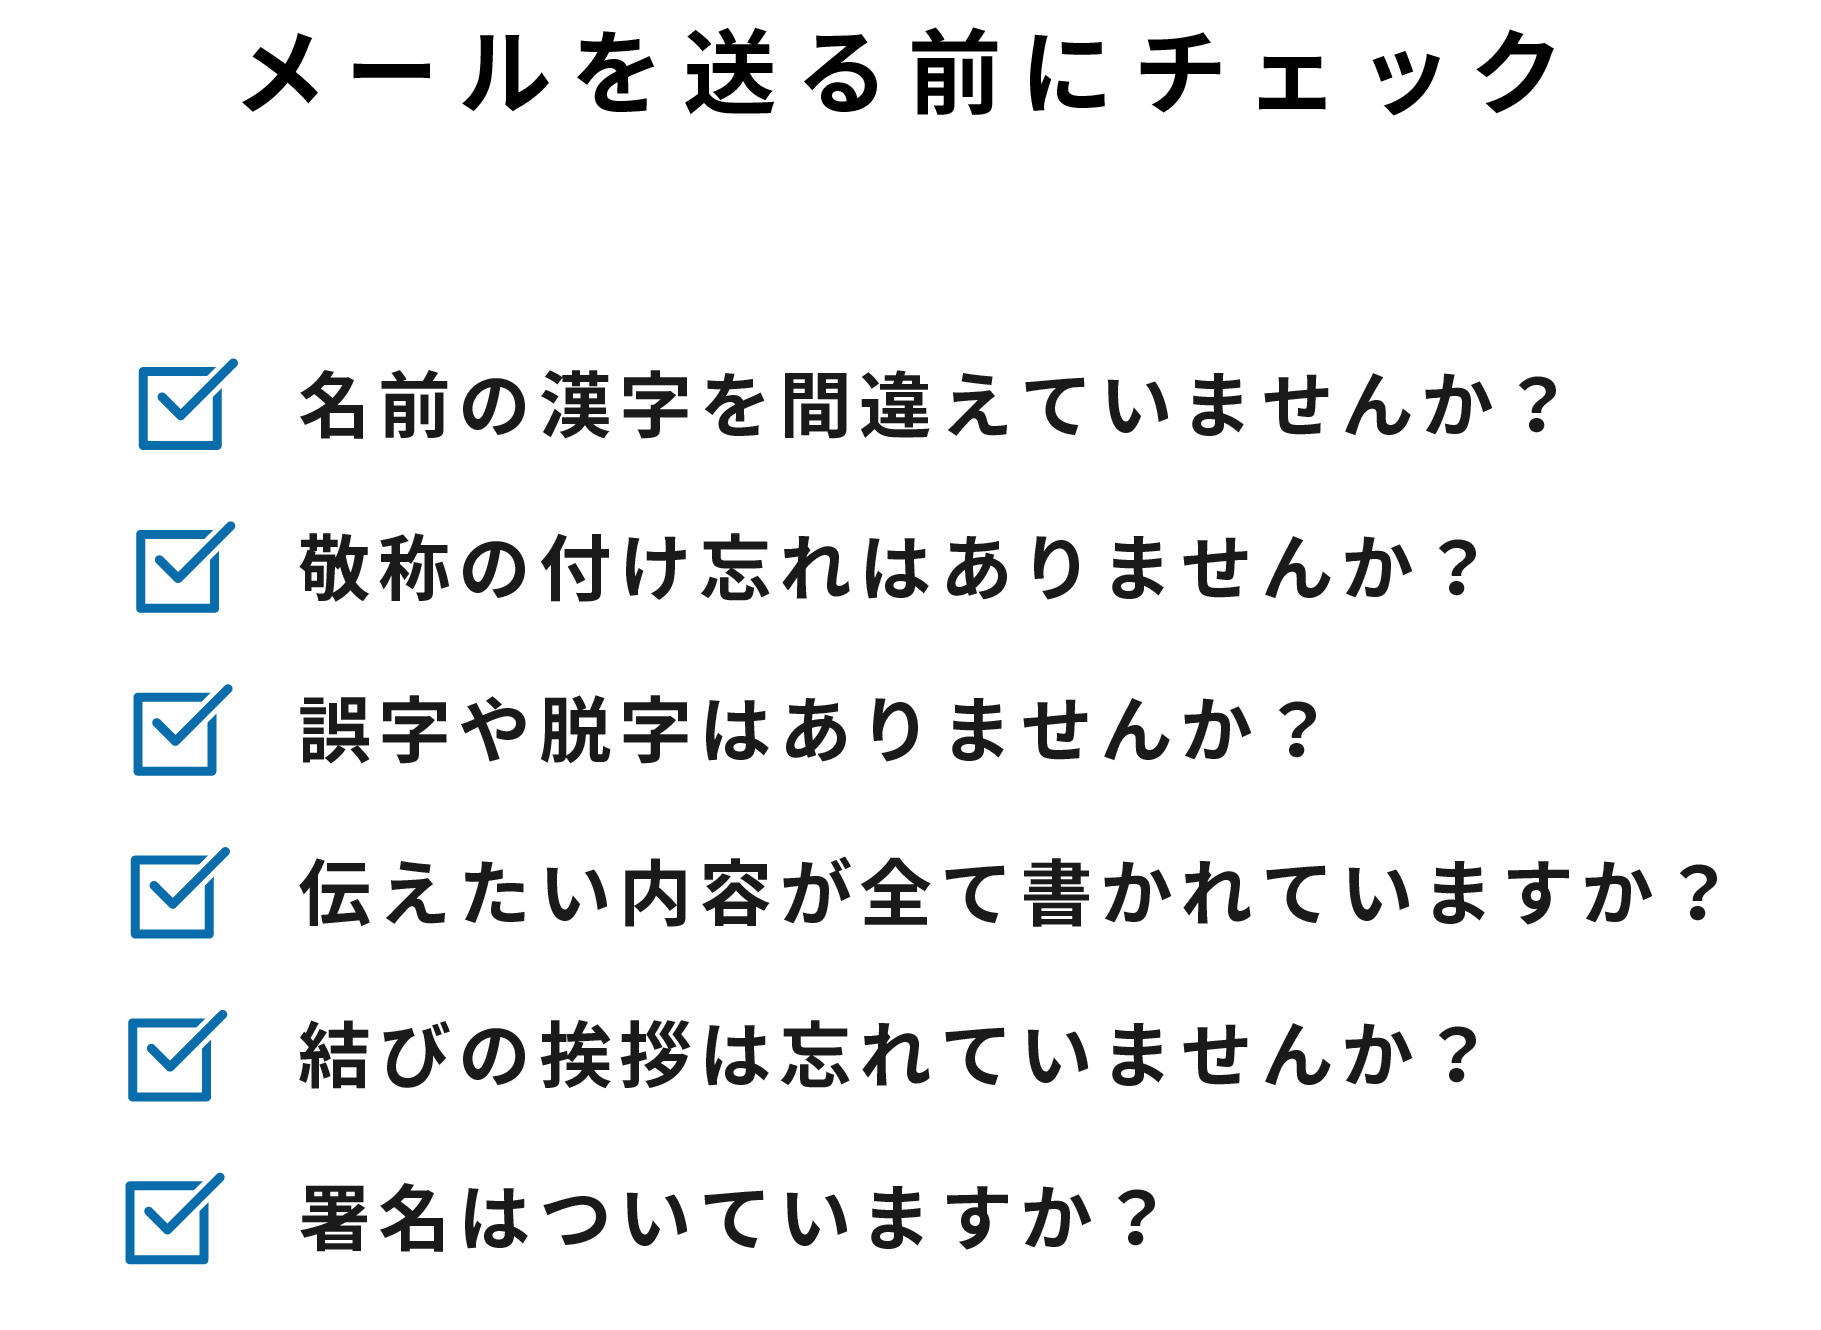 メールを送る前にチェック
名前の漢字を間違えていませんか？
敬称の付け忘れはありませんか？
誤字や脱字はありませんか？
伝えたい内容が全て書かれていますか？
結びの挨拶は忘れていませんか？
署名はついていますか？